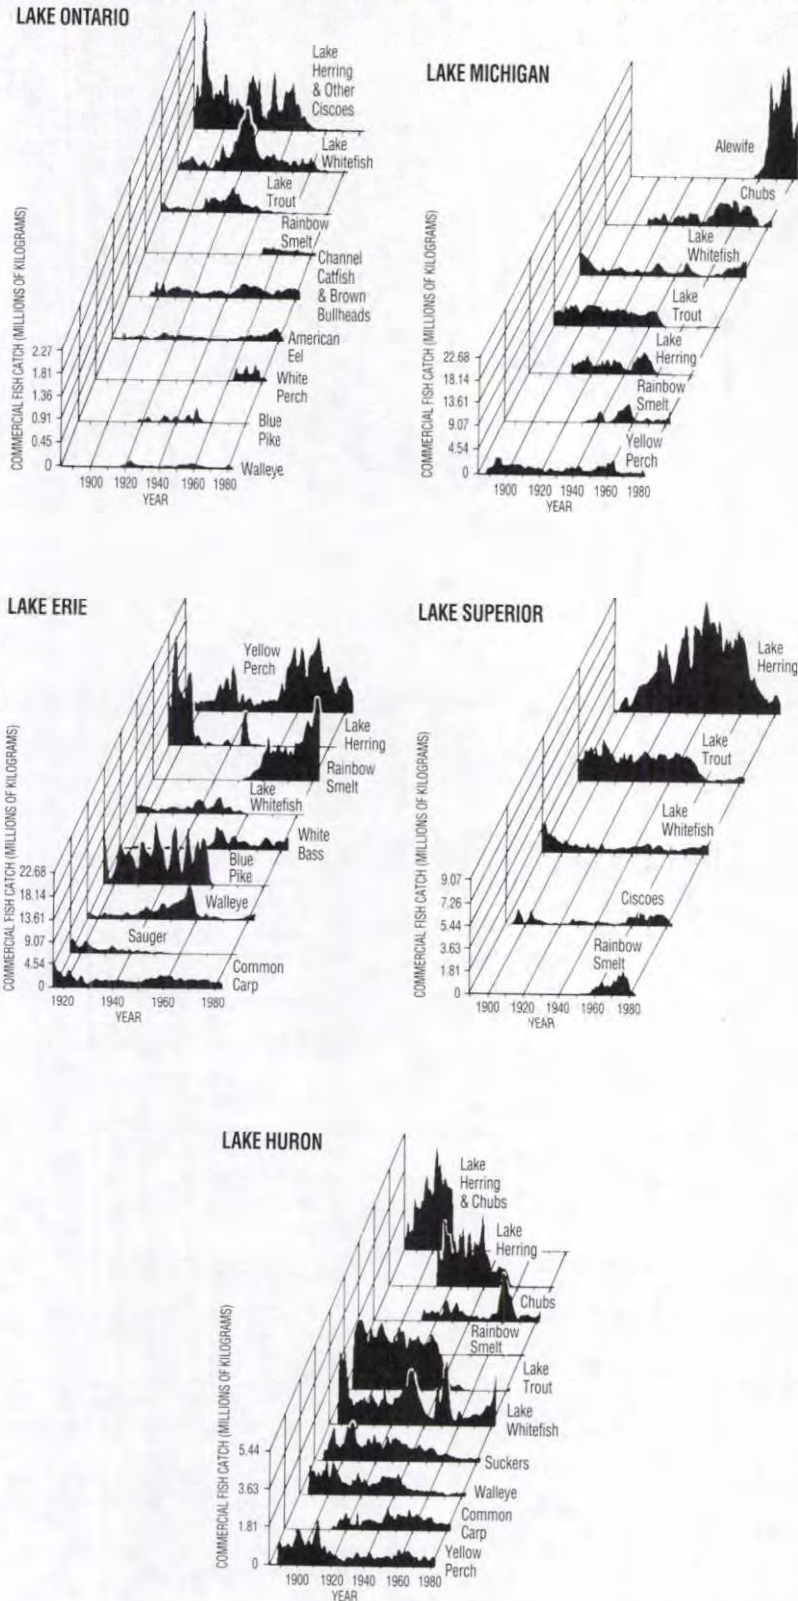 LAKE ONTARIO
Lake
Herring
& Other
Ciscoes
Lake
Whitefish
Lake
Trout
Rainbow
Smelt
Channel
Catfish
& Brown
Bullheads
American
Eel
White
Perch
Blue
Pike
Walleye
COMMERCIAL FISH CATCH (MILLIONS OF KILOGRAMS)
2.27
1.81
1.36
0.91
0.45
0
1900 1920 1940 1960 1980
YEAR
LAKE MICHIGAN
Alewife
Chubs
Lake
Whitefish
Lake
Trout
Lake
Herring
Rainbow
Smelt
Yellow
Perch
COMMERCIAL FISH CATCH (MILLIONS OF KILOGRAMS)
22.68
18.14
13.61
9.07
4.54
0
1900 1920 1940 1960 1980
YEAR
LAKE ERIE
Yellow
Perch
Lake
Herring
Rainbow
Smelt
Lake
Whitefish
White
Bass
Blue
Pike
Walleye
Sauger
Common
Carp
COMMERCIAL FISH CATCH (MILLIONS OF KILOGRAMS)
22.68
18.14
13.61
9.07
4.54
0
1920 1940 1960 1980
YEAR
LAKE SUPERIOR
Lake
Herring
Lake
Trout
Lake
Whitefish
Ciscoes
Rainbow
Smelt
COMMERCIAL FISH CATCH (MILLIONS OF KILOGRAMS)
9.07
7.26
5.44
3.63
1.81
0
1890 1900 1920 1940 1960 1980
YEAR
LAKE HURON
Lake
Herring
& Chubs
Lake
Herring
Chubs
Rainbow
Smelt
Lake
Trout
Lake
Whitefish
Suckers
Walleye
Common
Carp
Yellow
Perch
COMMERCIAL FISH CATCH (MILLIONS OF KILOGRAMS)
5.44
3.63
1.81
0
1900 1920 1940 1960 1980
YEAR